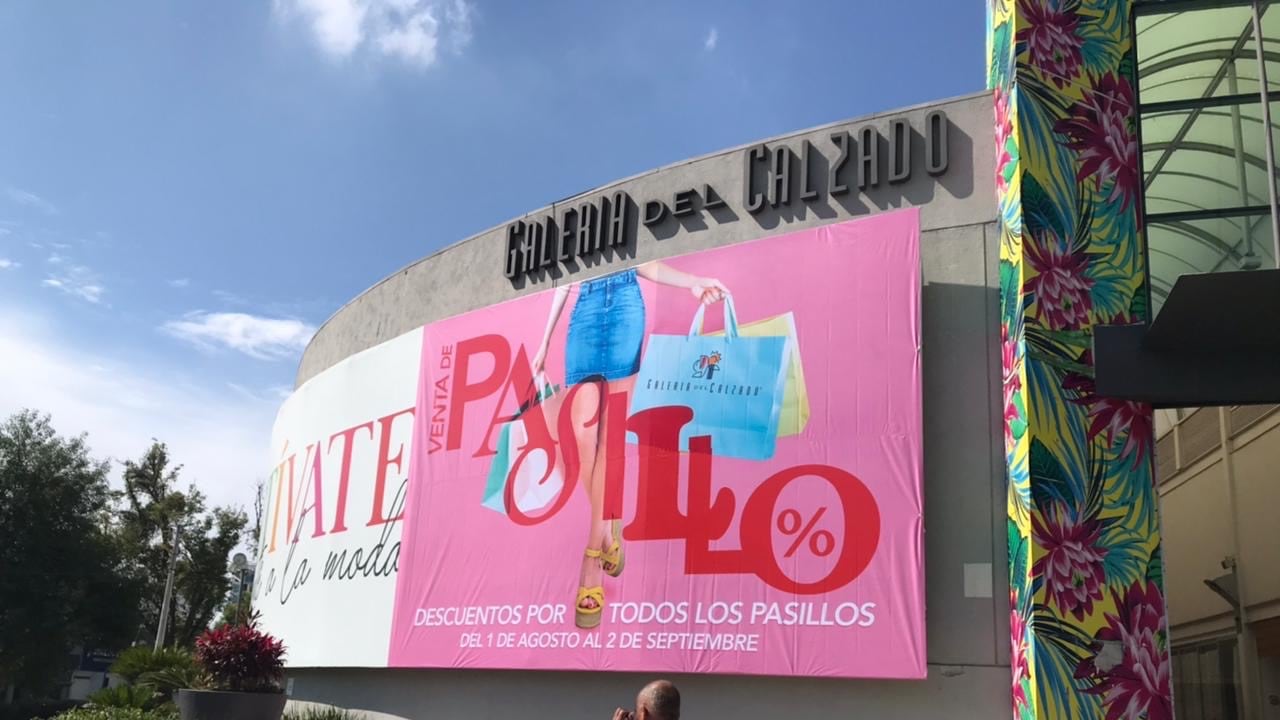 GALERIA DEL CALZADO
VENTA DE
PASILLO
%
GALERIA DEL CALZADO
DESCUENTOS POR TODOS LOS PASILLOS
DEL 1 DE AGOSTO AL 2 DE SEPTIEMBRE
ÍVATE
a la moda